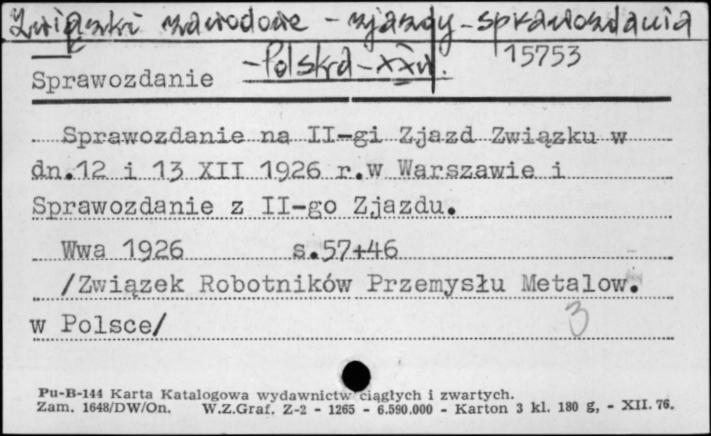 Związki zawodowe - zjazdy - sprawozdania
- Polska - XXw. 15753
Sprawozdanie
Sprawozdanie na II-gi Zjazd Związku w
dn.12 i 13 XII 1926 r.w Warszawie i
Sprawozdanie z II-go Zjazdu.
Wwa 1926 s.57+46
/Związek Robotników Przemysłu Metalow.
w Polsce/
3
Pu-B-144 Karta Katalogowa wydawnictw ciągłych i zwartych.
Zam. 1648/DW/On. W.Z.Graf. Z-2 - 1265 - 6.590.000 - Karton 3 kl. 180 g, - XII. 76.